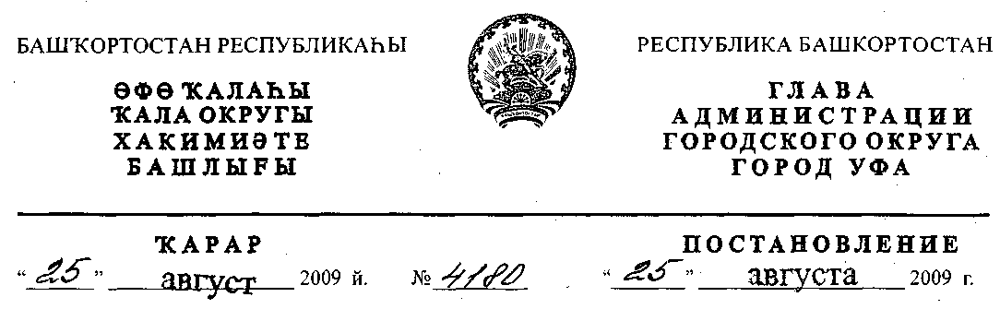 БАШҠОРТОСТАН РЕСПУБЛИКАҺЫ
ӨФӨ ҠАЛАҺЫ
ҠАЛА ОКРУГЫ
ХАКИМИӘТЕ
БАШЛЫҒЫ
РЕСПУБЛИКА БАШКОРТОСТАН
ГЛАВА
АДМИНИСТРАЦИИ
ГОРОДСКОГО ОКРУГА
ГОРОД УФА
ҠАРАР
“ 25 ” август 2009 й.
№ 4180
ПОСТАНОВЛЕНИЕ
“ 25 ” августа 2009 г.